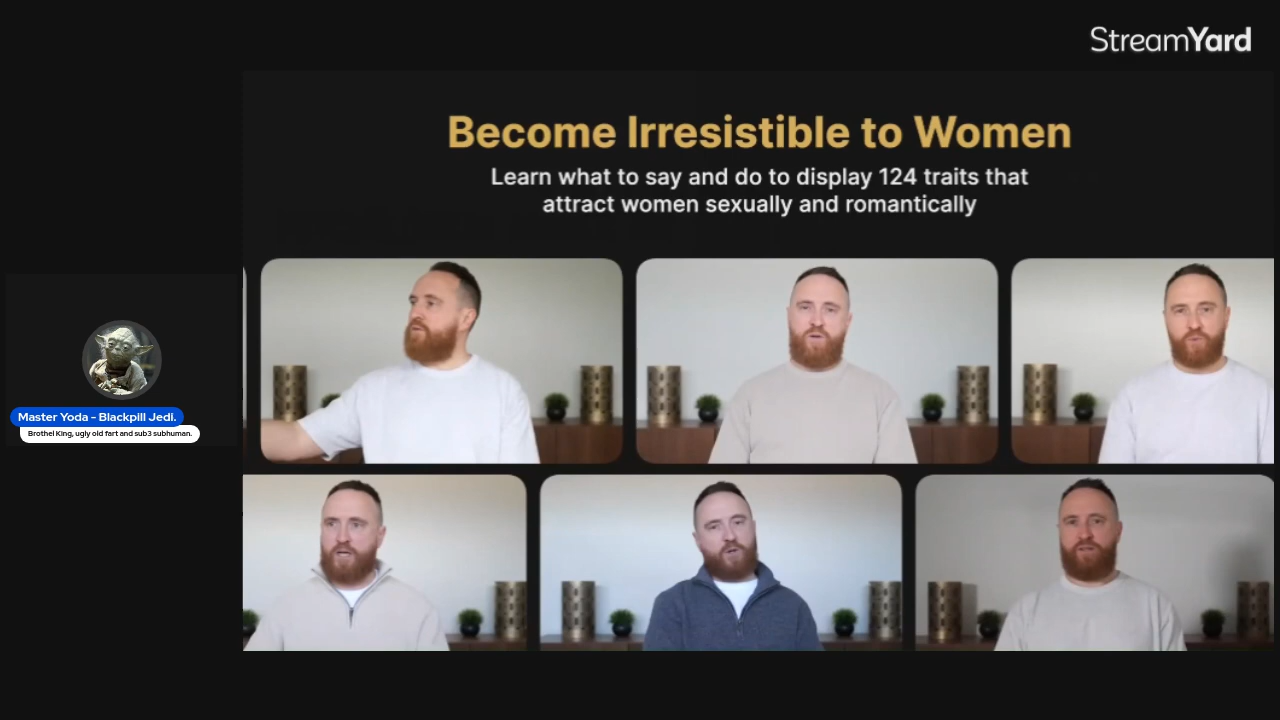 StreamYard
Become Irresistible to Women
Learn what to say and do to display 124 traits that
attract women sexually and romantically
Master Yoda - Blackpill Jedi.
Brothel King, ugly old fart and sub3 subhuman.